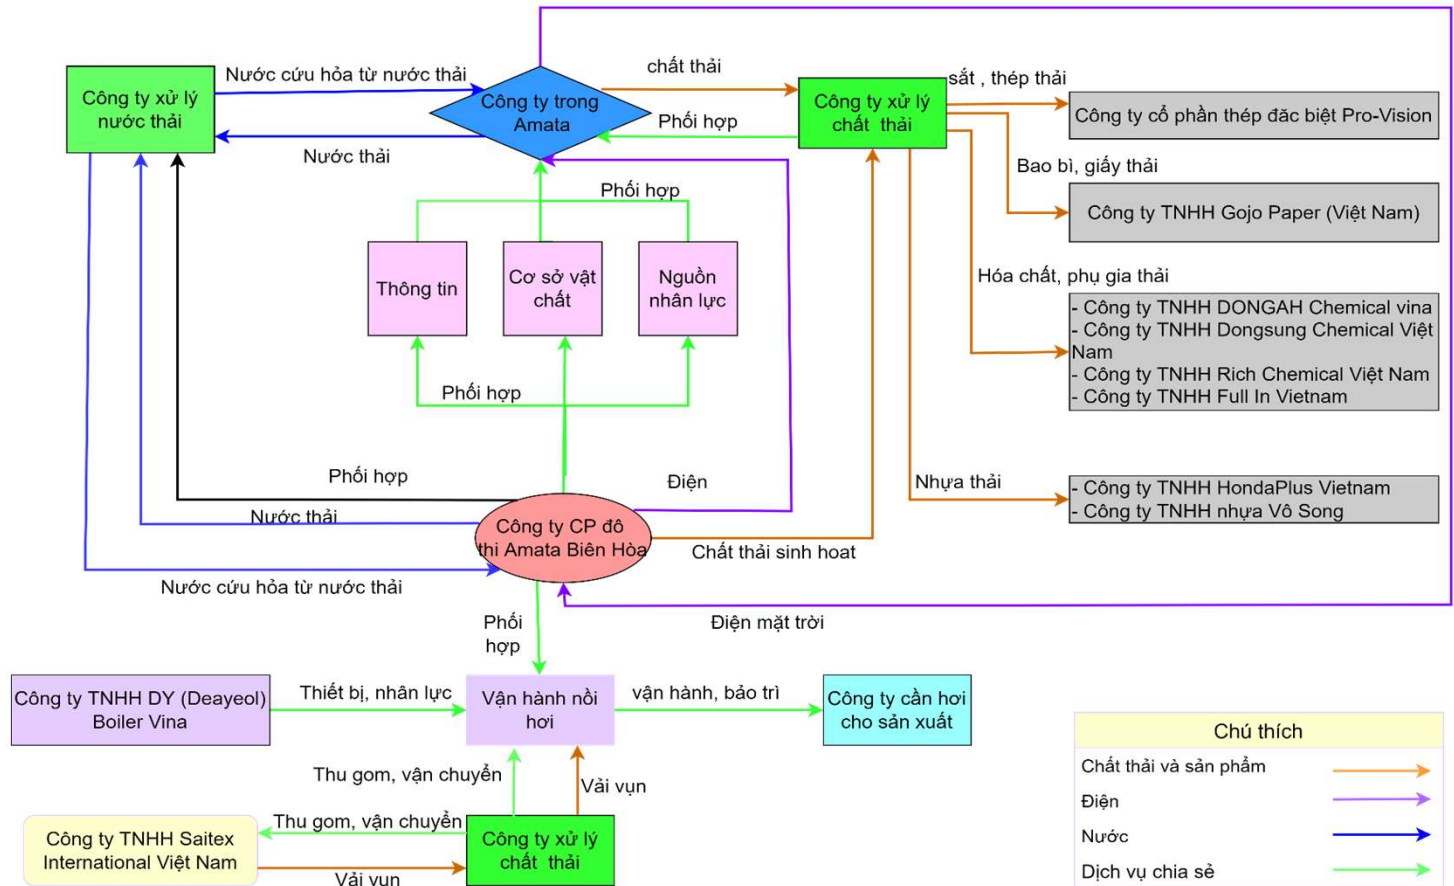 Nước cứu hỏa từ nước thải
chất thải
sắt , thép thải
Công ty xử lý
nước thải
Công ty trong
Amata
Công ty xử lý
chất thải
Công ty cổ phần thép đăc biệt Pro-Vision
Phối hợp
Nước thải
Bao bì, giấy thải
Phối hợp
Công ty TNHH Gojo Paper (Việt Nam)
Thông tin
Cơ sở vật
chất
Nguồn
nhân lực
Hóa chất, phụ gia thải
- Công ty TNHH DONGAH Chemical vina
- Công ty TNHH Dongsung Chemical Việt
Nam
- Công ty TNHH Rich Chemical Việt Nam
- Công ty TNHH Full In Vietnam
Phối hợp
Phối hợp
Điện
Nhựa thải
- Công ty TNHH HondaPlus Vietnam
- Công ty TNHH nhựa Vô Song
Nước thải
Công ty CP đô
thi Amata Biên Hòa
Chất thải sinh hoat
Nước cứu hỏa từ nước thải
Phối
hợp
Điện mặt trời
Công ty TNHH DY (Deayeol)
Boiler Vina
Thiết bị, nhân lực
Vận hành nồi
hơi
vận hành, bảo trì
Công ty cần hơi
cho sản xuất
Thu gom, vận chuyển
Vải vụn
Công ty TNHH Saitex
International Việt Nam
Thu gom, vận chuyển
Vải vun
Công ty xử lý
chất thải
Chú thích
Chất thải và sản phẩm
Điện
Nước
Dịch vụ chia sẻ